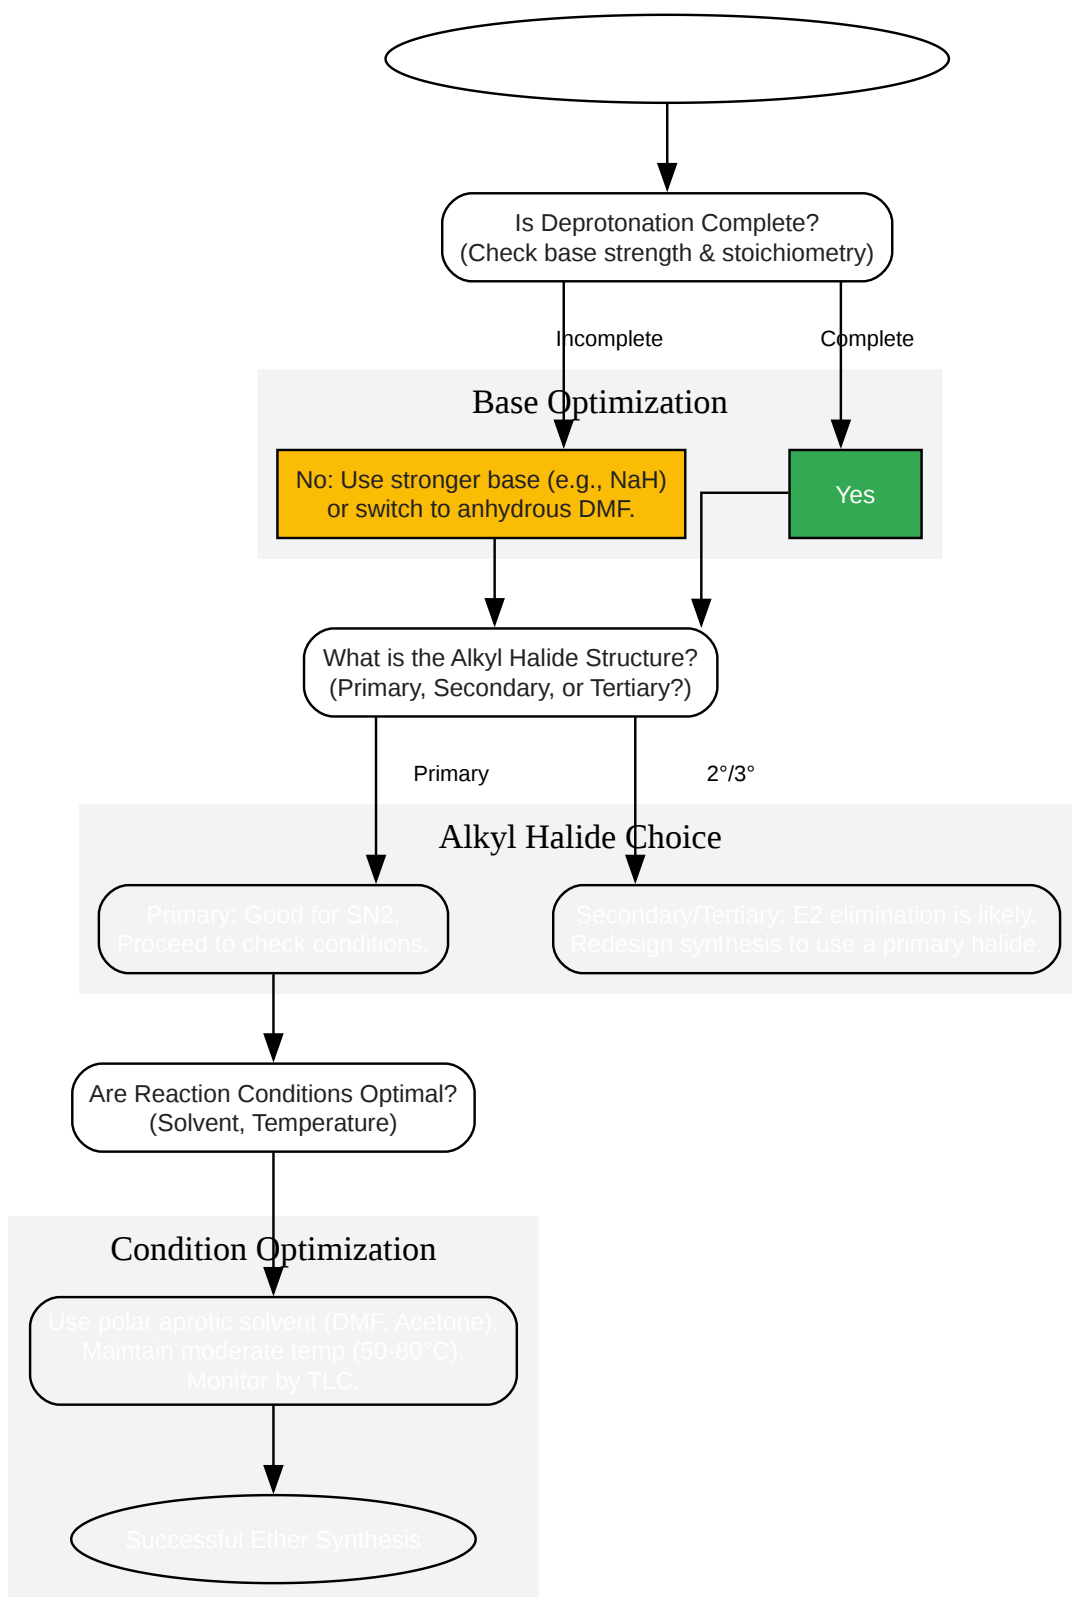 Is Deprotonation Complete?
(Check base strength & stoichiometry)
Incomplete
Complete
Base Optimization
No: Use stronger base (e.g., NaH)
or switch to anhydrous DMF.
Yes
What is the Alkyl Halide Structure?
(Primary, Secondary, or Tertiary?)
Primary
2°/3°
Alkyl Halide Choice
Primary: Good for SN2.
Proceed to check conditions.
Secondary/Tertiary: E2 elimination is likely.
Redesign synthesis to use a primary halide.
Are Reaction Conditions Optimal?
(Solvent, Temperature)
Condition Optimization
Use polar aprotic solvent (DMF, Acetone).
Maintain moderate temp (50-80°C).
Monitor by TLC.
Successful Ether Synthesis